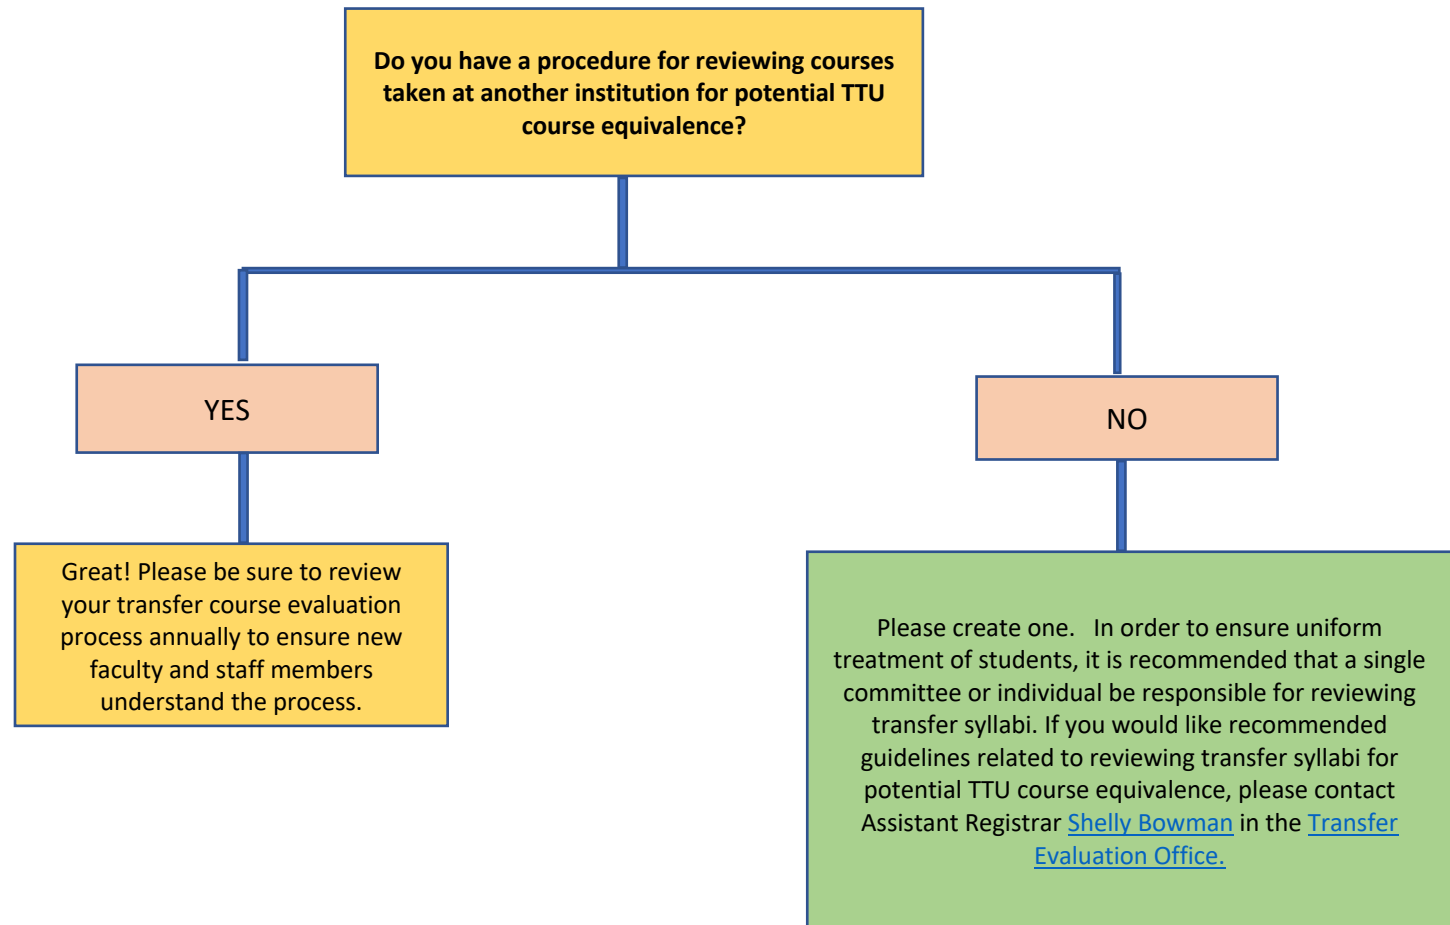 Do you have a procedure for reviewing courses
taken at another institution for potential TTU
course equivalence?
YES
NO
Great! Please be sure to review
your transfer course evaluation
process annually to ensure new
faculty and staff members
understand the process.
Please create one.   In order to ensure uniform
treatment of students, it is recommended that a single
committee or individual be responsible for reviewing
transfer syllabi. If you would like recommended
guidelines related to reviewing transfer syllabi for
potential TTU course equivalence, please contact
Assistant Registrar Shelly Bowman in the Transfer
Evaluation Office.